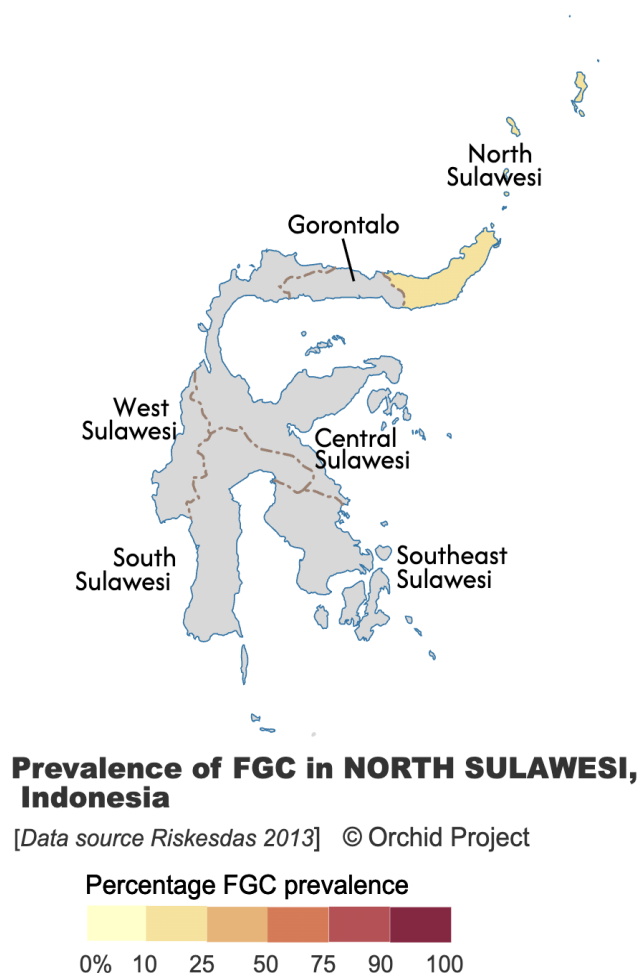 North
Sulawesi
Gorontalo
West
Sulawesi
Central
Sulawesi
South
Sulawesi
Southeast
Sulawesi
Prevalence of FGC in NORTH SULAWESI,
Indonesia
[Data source Riskesdas 2013] © Orchid Project
Percentage FGC prevalence
0% 10 25 50 75 90 100